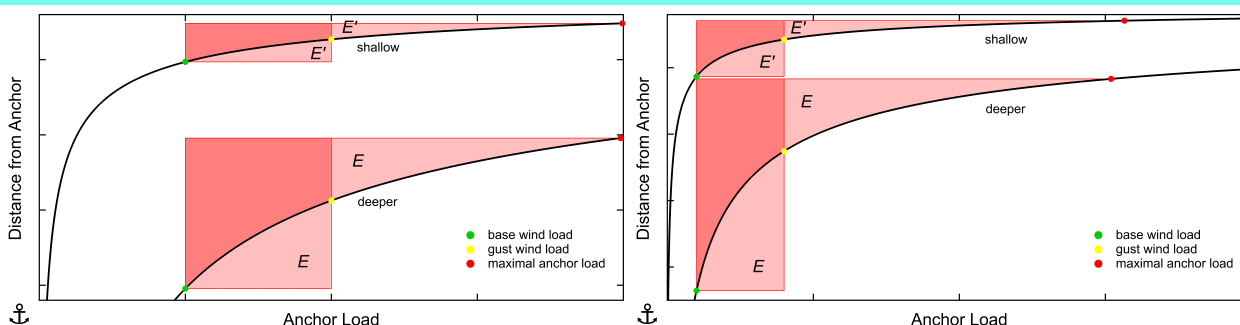 Distance from Anchor
E'
E'
shallow
E
deeper
E
base wind load
gust wind load
maximal anchor load
Anchor Load
Distance from Anchor
E'
E'
shallow
E
deeper
E
base wind load
gust wind load
maximal anchor load
Anchor Load